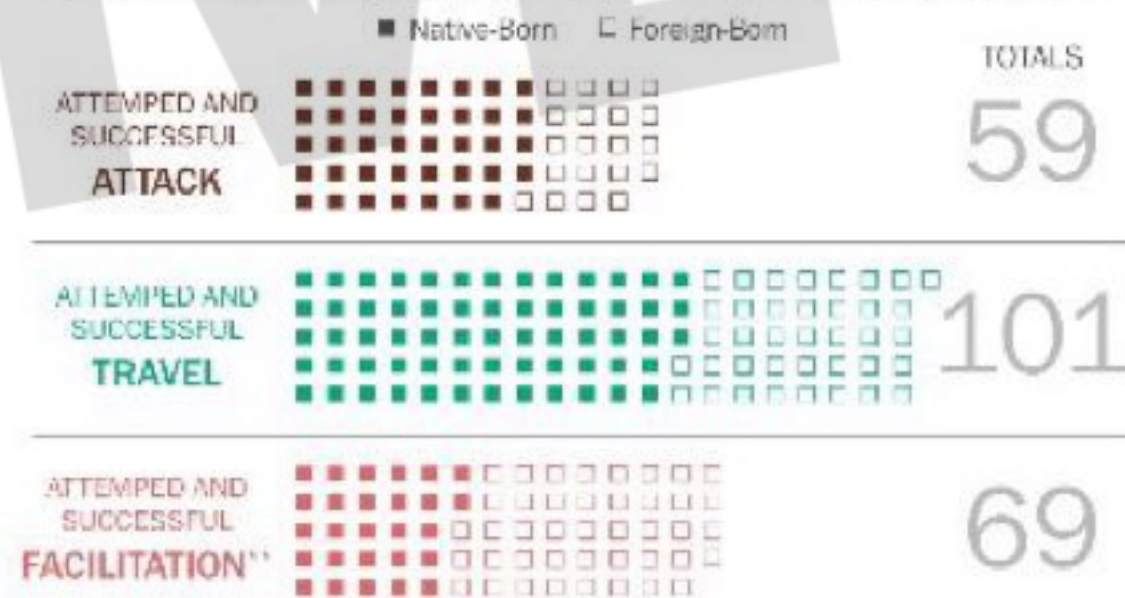 Native-Born Foreign-Born
TOTALS
ATTEMPED AND
SUCCESSFUL
ATTACK
59
ATTEMPED AND
SUCCESSFUL
TRAVEL
101
ATTEMPED AND
SUCCESSFUL
FACILITATION**
69